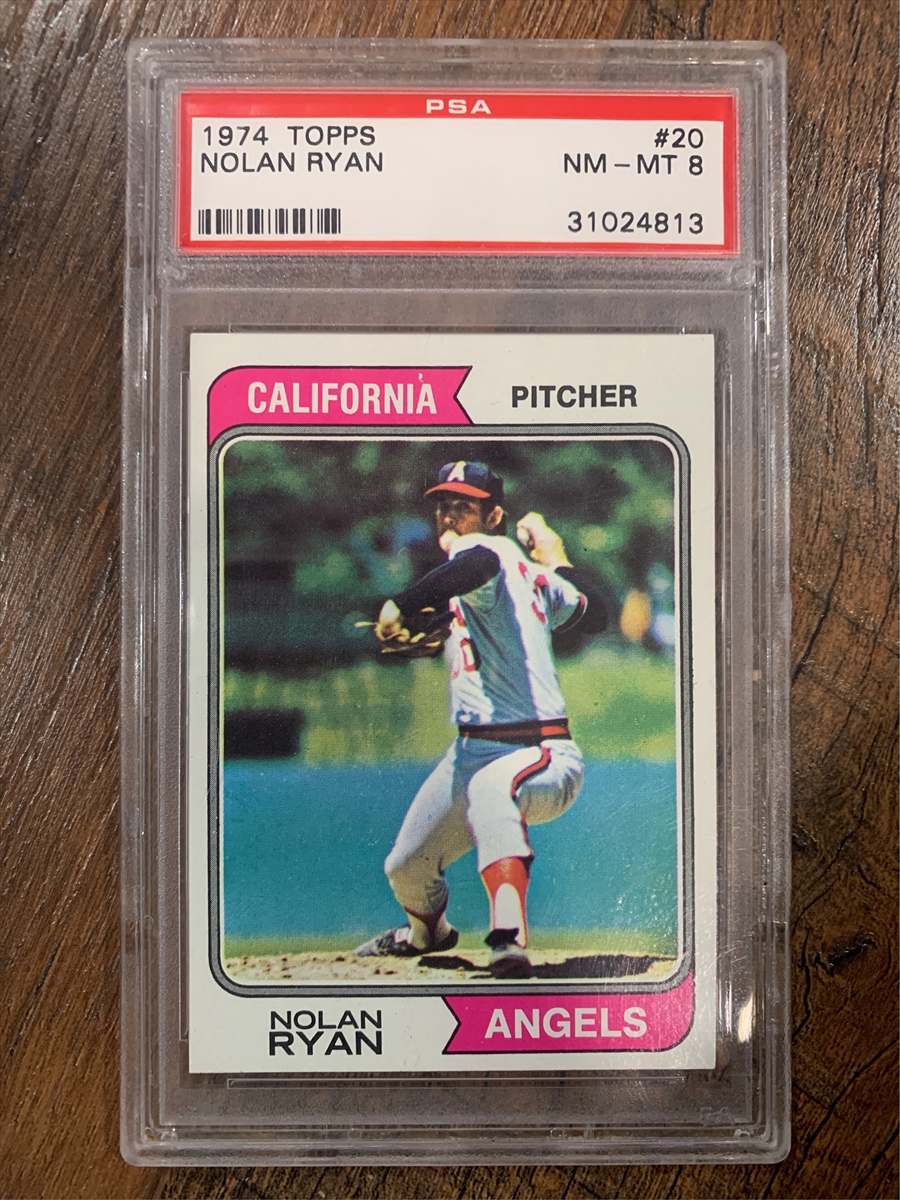 PSA
1974 TOPPS #20
NOLAN RYAN NM - MT 8
31024813
CALIFORNIA PITCHER
A
NOLAN
RYAN
ANGELS